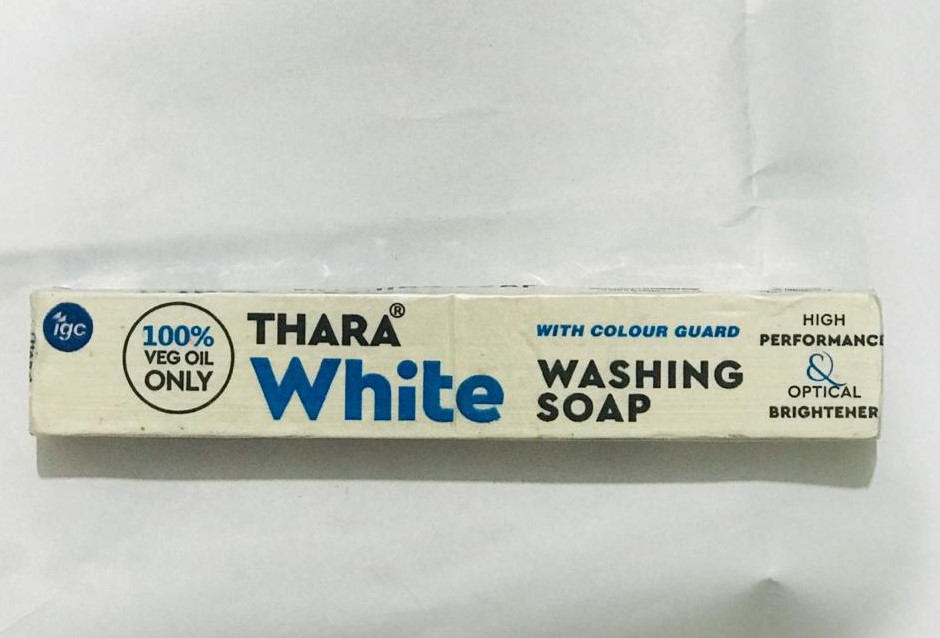 igc
100%
VEG OIL
ONLY
THARA®
White
WITH COLOUR GUARD
WASHING
SOAP
HIGH
PERFORMANCE
&
OPTICAL
BRIGHTENER